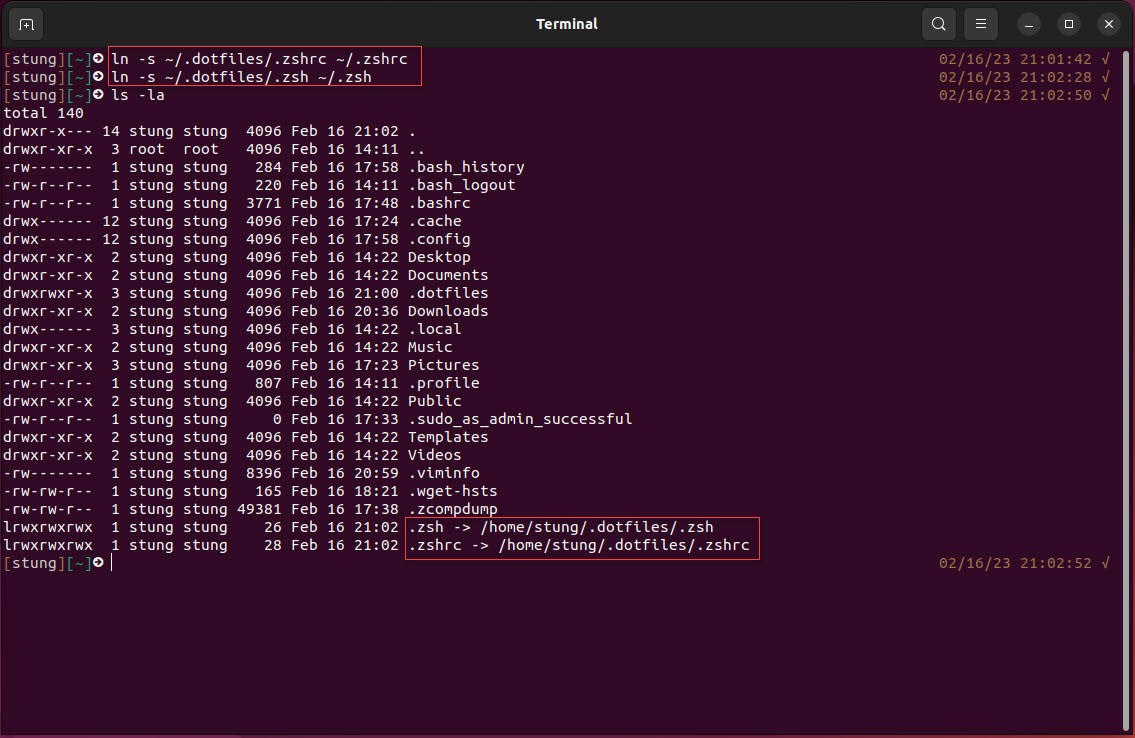 Terminal
[stung][~]➲ ln -s ~/.dotfiles/.zshrc ~/.zshrc 02/16/23 21:01:42 √
[stung][~]➲ ln -s ~/.dotfiles/.zsh ~/.zsh 02/16/23 21:02:28 √
[stung][~]➲ ls -la 02/16/23 21:02:50 √
total 140
drwxr-x--- 14 stung stung  4096 Feb 16 21:02 .
drwxr-xr-x  3 root  root   4096 Feb 16 14:11 ..
-rw-------  1 stung stung   284 Feb 16 17:58 .bash_history
-rw-r--r--  1 stung stung   220 Feb 16 14:11 .bash_logout
-rw-r--r--  1 stung stung  3771 Feb 16 17:48 .bashrc
drwx------ 12 stung stung  4096 Feb 16 17:24 .cache
drwx------ 12 stung stung  4096 Feb 16 17:58 .config
drwxr-xr-x  2 stung stung  4096 Feb 16 14:22 Desktop
drwxr-xr-x  2 stung stung  4096 Feb 16 14:22 Documents
drwxrwxr-x  3 stung stung  4096 Feb 16 21:00 .dotfiles
drwxr-xr-x  2 stung stung  4096 Feb 16 20:36 Downloads
drwx------  3 stung stung  4096 Feb 16 14:22 .local
drwxr-xr-x  2 stung stung  4096 Feb 16 14:22 Music
drwxr-xr-x  3 stung stung  4096 Feb 16 17:23 Pictures
-rw-r--r--  1 stung stung   807 Feb 16 14:11 .profile
drwxr-xr-x  2 stung stung  4096 Feb 16 14:22 Public
-rw-r--r--  1 stung stung     0 Feb 16 17:33 .sudo_as_admin_successful
drwxr-xr-x  2 stung stung  4096 Feb 16 14:22 Templates
drwxr-xr-x  2 stung stung  4096 Feb 16 14:22 Videos
-rw-------  1 stung stung  8396 Feb 16 20:59 .viminfo
-rw-rw-r--  1 stung stung   165 Feb 16 18:21 .wget-hsts
-rw-rw-r--  1 stung stung 49381 Feb 16 17:38 .zcompdump
lrwxrwxrwx  1 stung stung    26 Feb 16 21:02 .zsh -> /home/stung/.dotfiles/.zsh
lrwxrwxrwx  1 stung stung    28 Feb 16 21:02 .zshrc -> /home/stung/.dotfiles/.zshrc
[stung][~]➲ 02/16/23 21:02:52 √